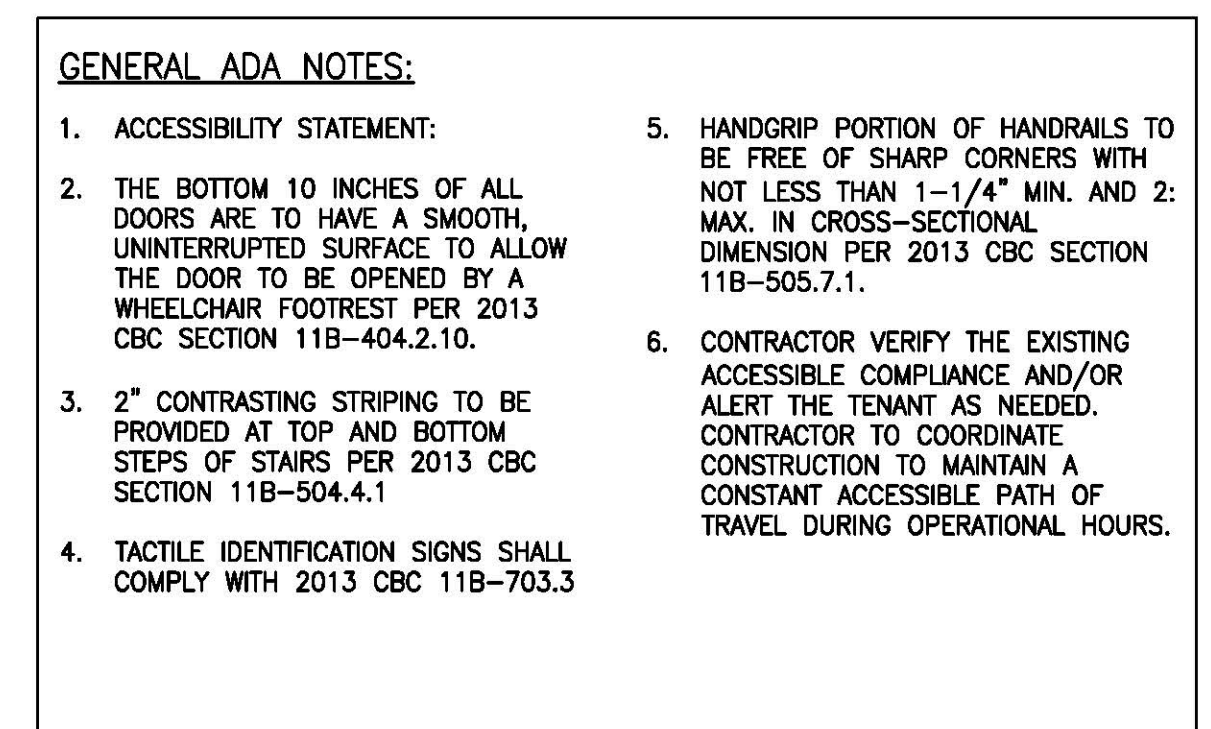 GENERAL ADA NOTES:
1. ACCESSIBILITY STATEMENT:
2. THE BOTTOM 10 INCHES OF ALL
DOORS ARE TO HAVE A SMOOTH,
UNINTERRUPTED SURFACE TO ALLOW
THE DOOR TO BE OPENED BY A
WHEELCHAIR FOOTREST PER 2013
CBC SECTION 11B-404.2.10.
3. 2" CONTRASTING STRIPING TO BE
PROVIDED AT TOP AND BOTTOM
STEPS OF STAIRS PER 2013 CBC
SECTION 11B-504.4.1
4. TACTILE IDENTIFICATION SIGNS SHALL
COMPLY WITH 2013 CBC 11B-703.3
5. HANDGRIP PORTION OF HANDRAILS TO
BE FREE OF SHARP CORNERS WITH
NOT LESS THAN 1-1/4" MIN. AND 2:
MAX. IN CROSS-SECTIONAL
DIMENSION PER 2013 CBC SECTION
11B-505.7.1.
6. CONTRACTOR VERIFY THE EXISTING
ACCESSIBLE COMPLIANCE AND/OR
ALERT THE TENANT AS NEEDED.
CONTRACTOR TO COORDINATE
CONSTRUCTION TO MAINTAIN A
CONSTANT ACCESSIBLE PATH OF
TRAVEL DURING OPERATIONAL HOURS.